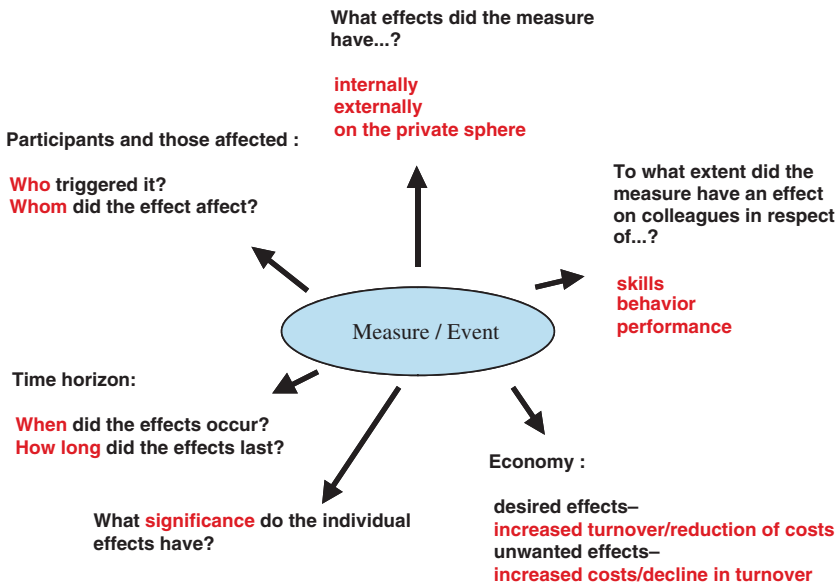 What effects did the measure
have...?
internally
externally
on the private sphere
Participants and those affected :
Who triggered it?
Whom did the effect affect?
To what extent did the
measure have an effect
on colleagues in respect
of...?
skills
behavior
performance
Measure / Event
Time horizon:
When did the effects occur?
How long did the effects last?
What significance do the individual
effects have?
Economy :
desired effects–
increased turnover/reduction of costs
unwanted effects–
increased costs/decline in turnover